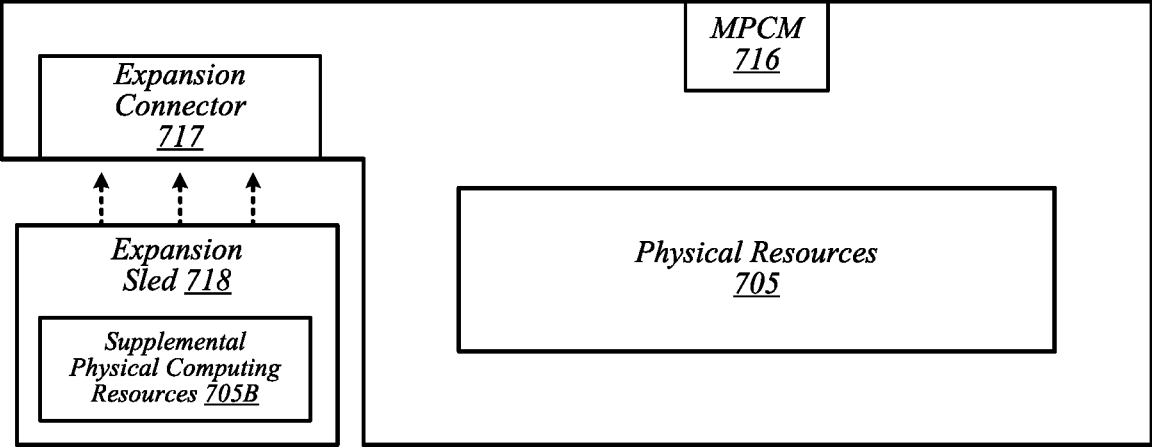 MPCM
716
Expansion
Connector
717
Expansion
Sled 718
Supplemental
Physical Computing
Resources 705B
Physical Resources
705